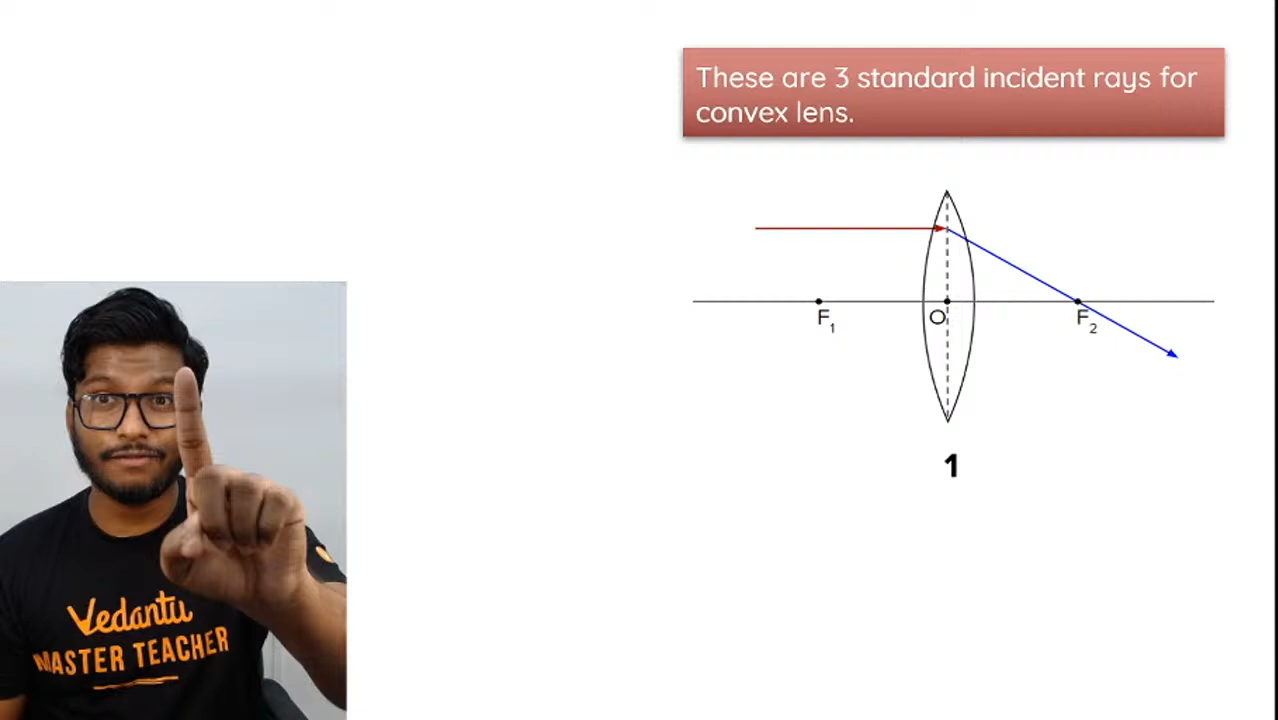 These are 3 standard incident rays for
convex lens.
F₁
O
F₂
1
Vedantu
MASTER TEACHER